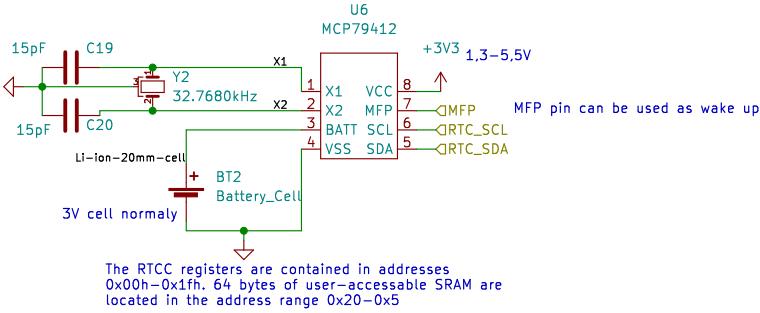 U6
MCP79412
15pF
C19
+3V3
1,3-5,5V
X1
3
1
2
Y2
32.7680kHz
X2
15pF
C20
1
X1
VCC
8
2
X2
MFP
7
MFP
MFP pin can be used as wake up
3
BATT
SCL
6
RTC_SCL
4
VSS
SDA
5
RTC_SDA
Li-ion-20mm-cell
+
BT2
Battery_Cell
3V cell normaly
The RTCC registers are contained in addresses
0x00h-0x1fh. 64 bytes of user-accessable SRAM are
located in the address range 0x20-0x5